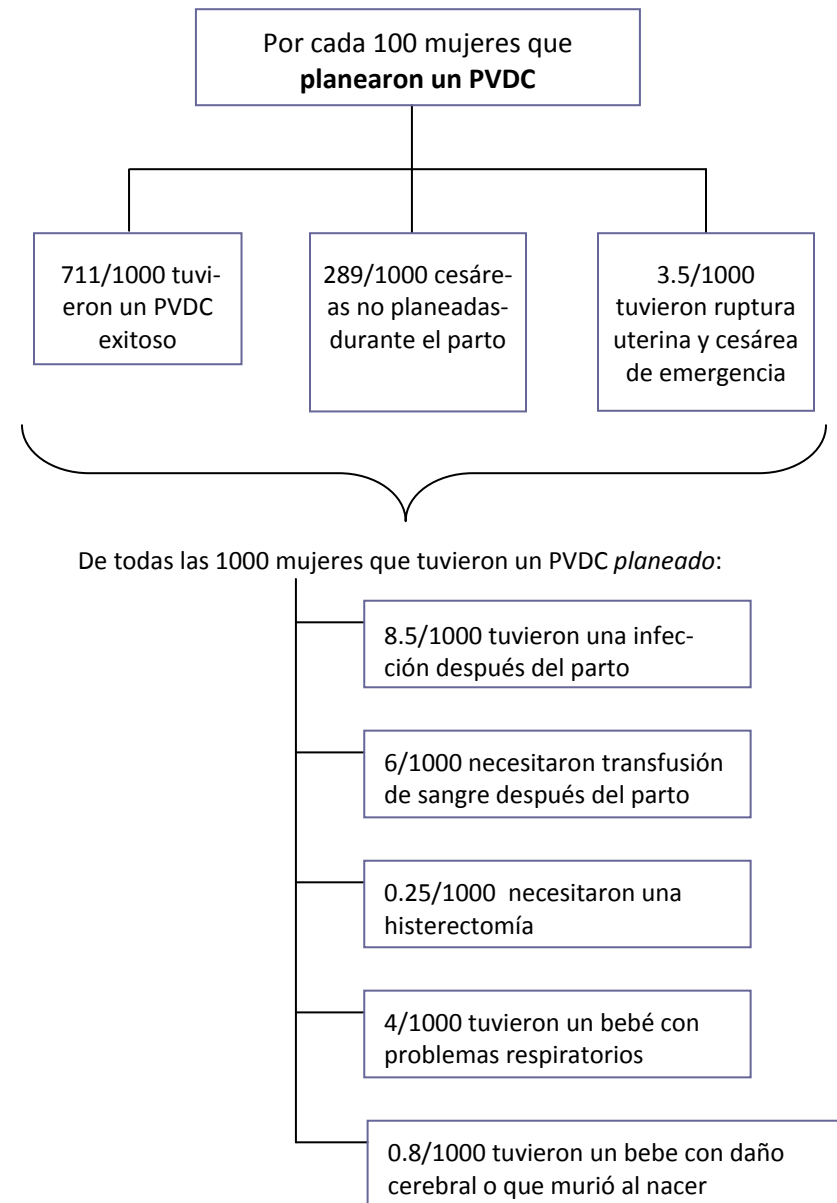 Por cada 100 mujeres que
planearon un PVDC
711/1000 tuvi-
eron un PVDC
exitoso
289/1000 cesáre-
as no planeadas-
durante el parto
3.5/1000
tuvieron ruptura
uterina y cesárea
de emergencia
De todas las 1000 mujeres que tuvieron un PVDC planeado:
8.5/1000 tuvieron una infec-
ción después del parto
6/1000 necesitaron transfusión
de sangre después del parto
0.25/1000 necesitaron una
histerectomía
4/1000 tuvieron un bebé con
problemas respiratorios
0.8/1000 tuvieron un bebe con daño
cerebral o que murió al nacer